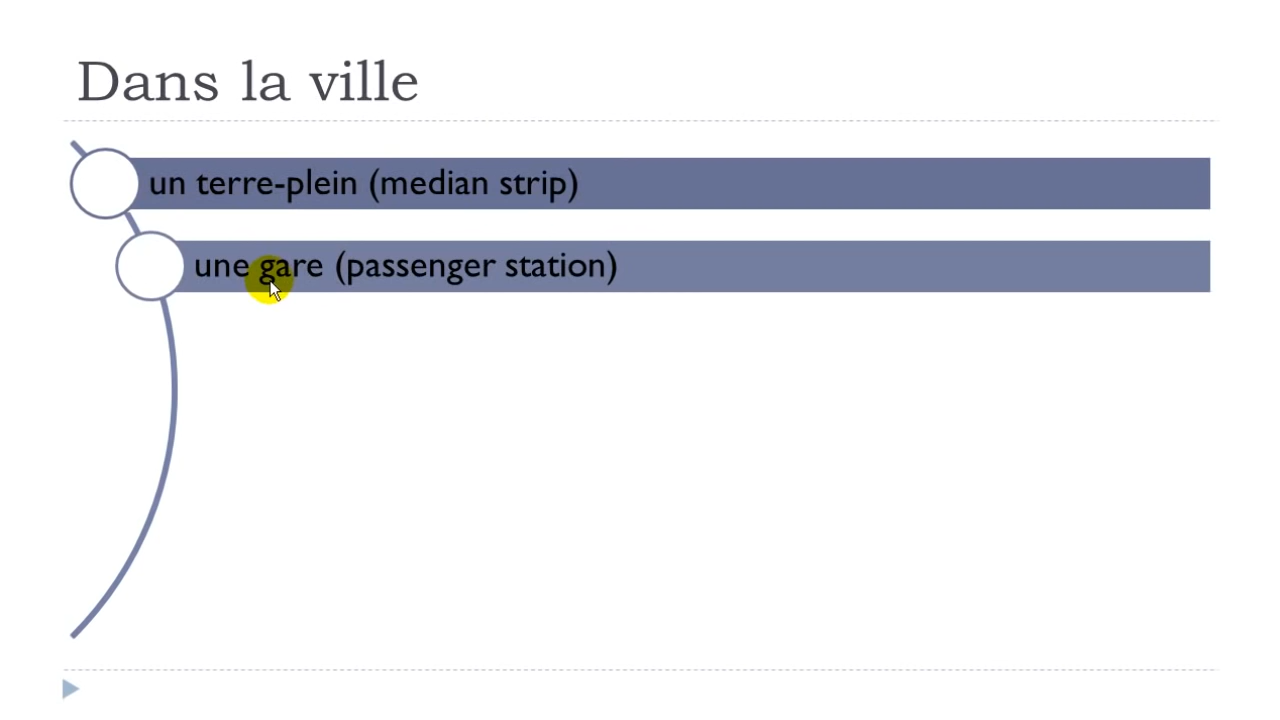 Dans la ville
un terre-plein (median strip)
une gare (passenger station)